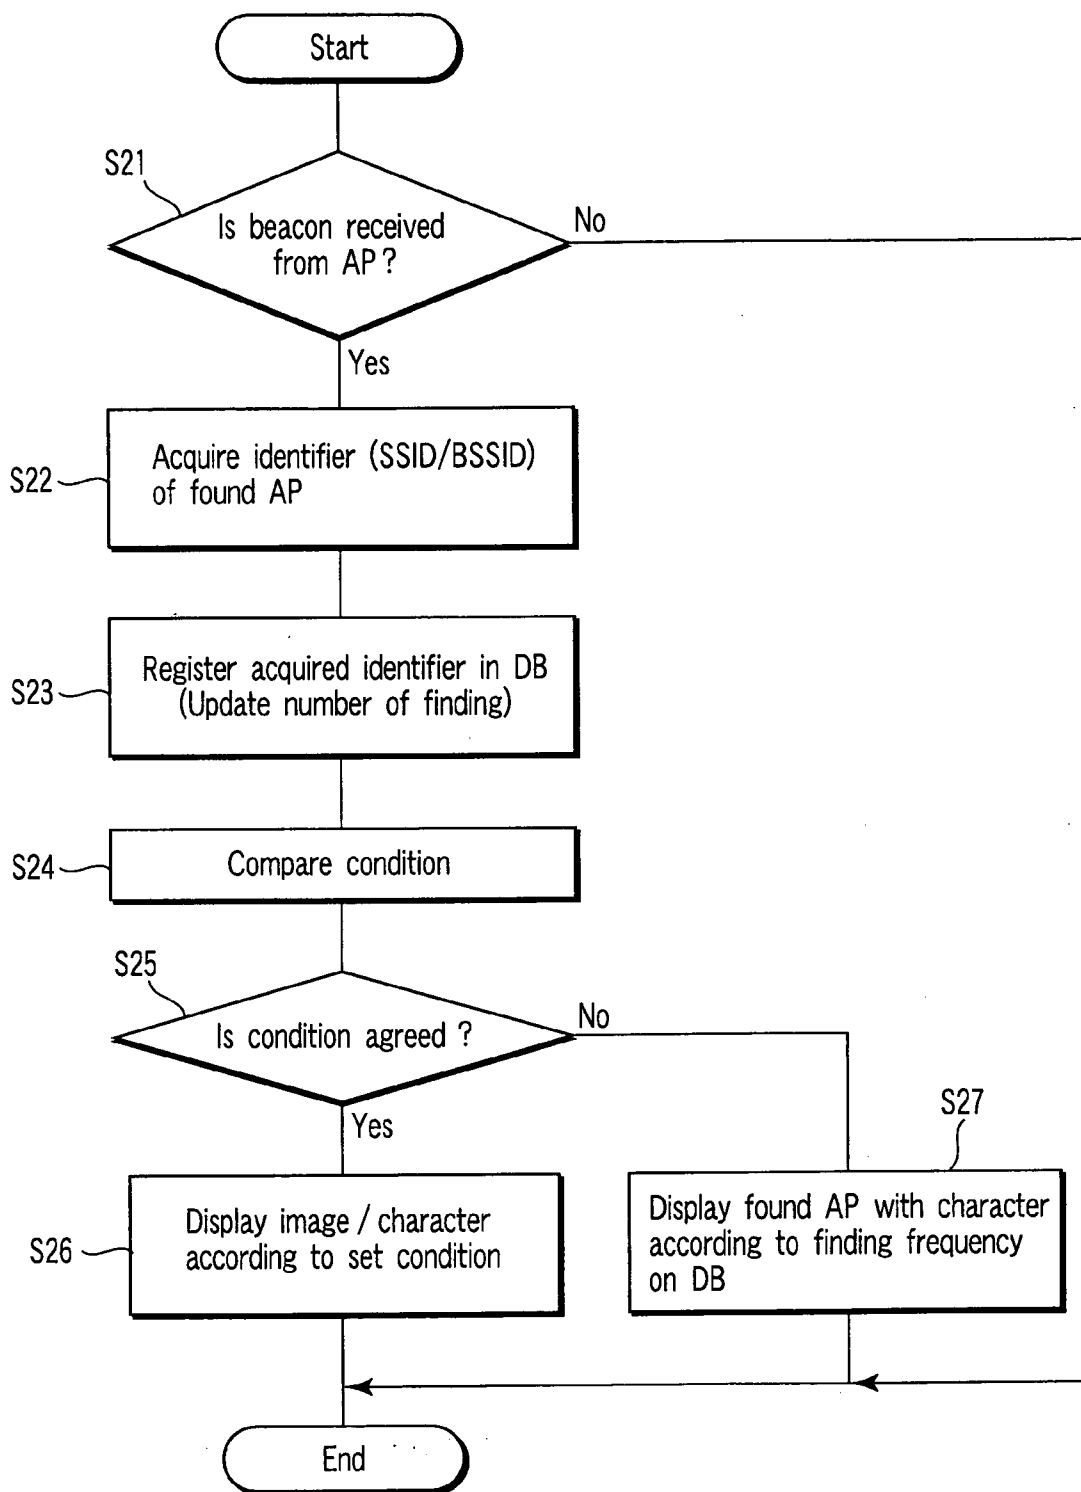 Start
S21
Is beacon received
from AP?
No
Yes
S22
Acquire identifier (SSID/BSSID)
of found AP
S23
Register acquired identifier in DB
(Update number of finding)
S24
Compare condition
S25
Is condition agreed ?
No
Yes
S26
Display image / character
according to set condition
S27
Display found AP with character
according to finding frequency
on DB
End